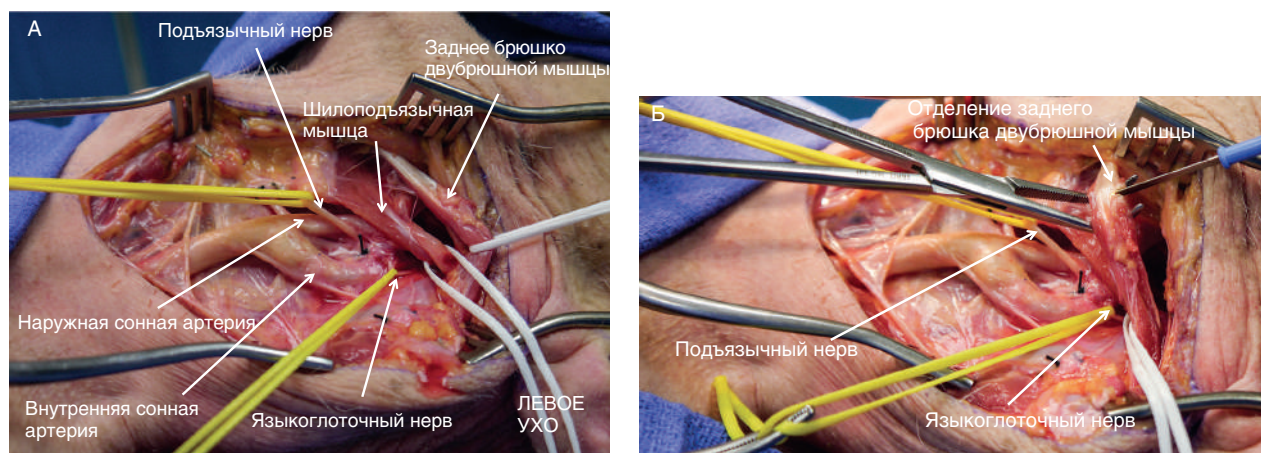 А
Подъязычный нерв
Заднее брюшко
двубрюшной мышцы
Шилоподъязычная
мышца
Наружная сонная артерия
Внутренняя сонная
артерия
Языкоглоточный нерв
ЛЕВОЕ
УХО
Б
Отделение заднего
брюшка двубрюшной мышцы
Подъязычный нерв
Языкоглоточный нерв